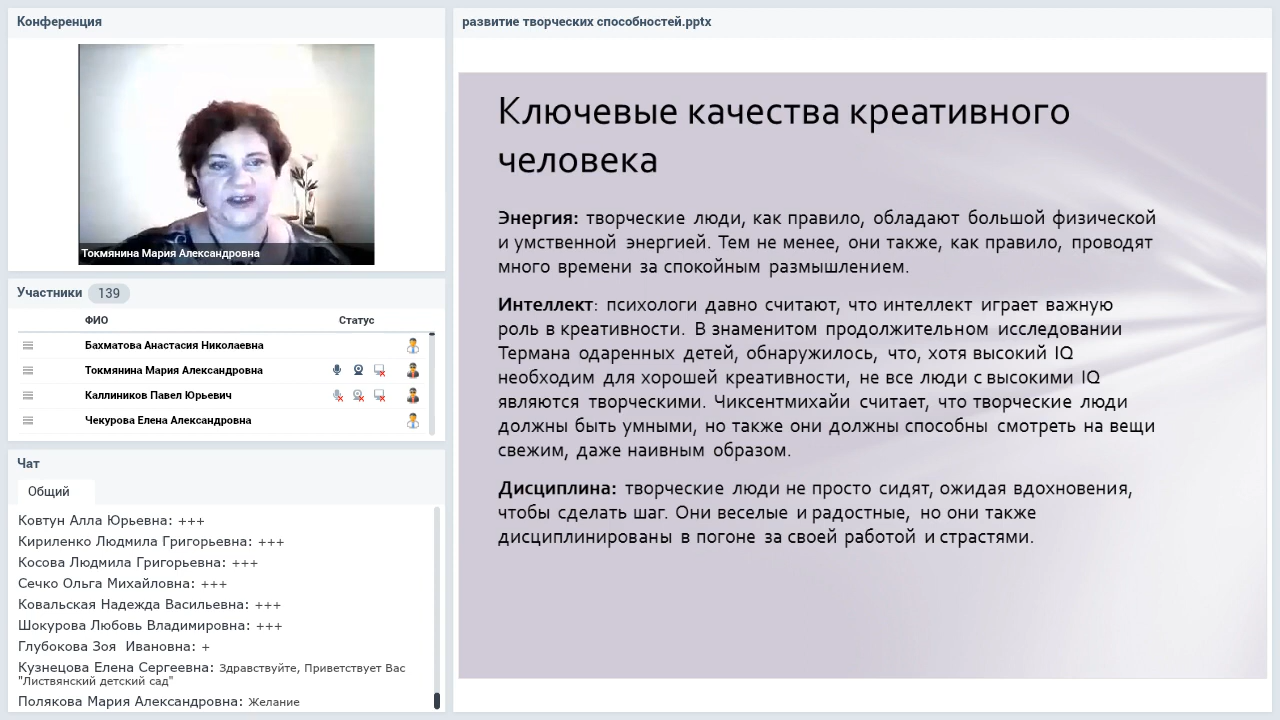 Конференция
Токмянина Мария Александровна
Участники 139
ФИО Статус
Бахматова Анастасия Николаевна
Токмянина Мария Александровна
Каллиников Павел Юрьевич
Чекурова Елена Александровна
Чат
Общий
Ковтун Алла Юрьевна: +++
Кириленко Людмила Григорьевна: +++
Косова Людмила Григорьевна: +++
Сечко Ольга Михайловна: +++
Ковальская Надежда Васильевна: +++
Шокурова Любовь Владимировна: +++
Глубокова Зоя Ивановна: +
Кузнецова Елена Сергеевна: Здравствуйте, Приветствует Вас
"Листвянский детский сад"
Полякова Мария Александровна: Желание
развитие творческих способностей.pptx
Ключевые качества креативного
человека
Энергия: творческие люди, как правило, обладают большой физической
и умственной энергией. Тем не менее, они также, как правило, проводят
много времени за спокойным размышлением.
Интеллект: психологи давно считают, что интеллект играет важную
роль в креативности. В знаменитом продолжительном исследовании
Термана одаренных детей, обнаружилось, что, хотя высокий IQ
необходим для хорошей креативности, не все люди с высокими IQ
являются творческими. Чиксентмихайи считает, что творческие люди
должны быть умными, но также они должны способны смотреть на вещи
свежим, даже наивным образом.
Дисциплина: творческие люди не просто сидят, ожидая вдохновения,
чтобы сделать шаг. Они веселые и радостные, но они также
дисциплинированы в погоне за своей работой и страстями.